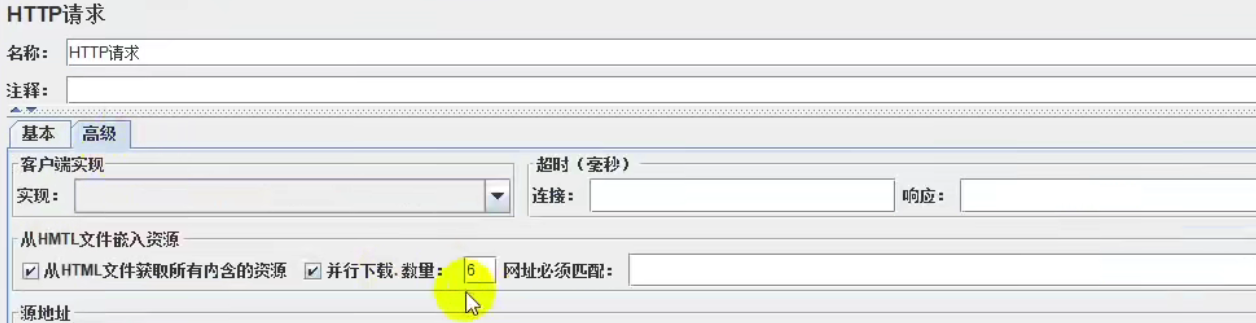 HTTP请求
名称： HTTP请求
注释：
基本 高级
客户端实现 超时（毫秒）
实现： 连接： 响应：
从HMTL文件嵌入资源
从HTML文件获取所有内含的资源 并行下载.数量： 6 网址必须匹配：
源地址